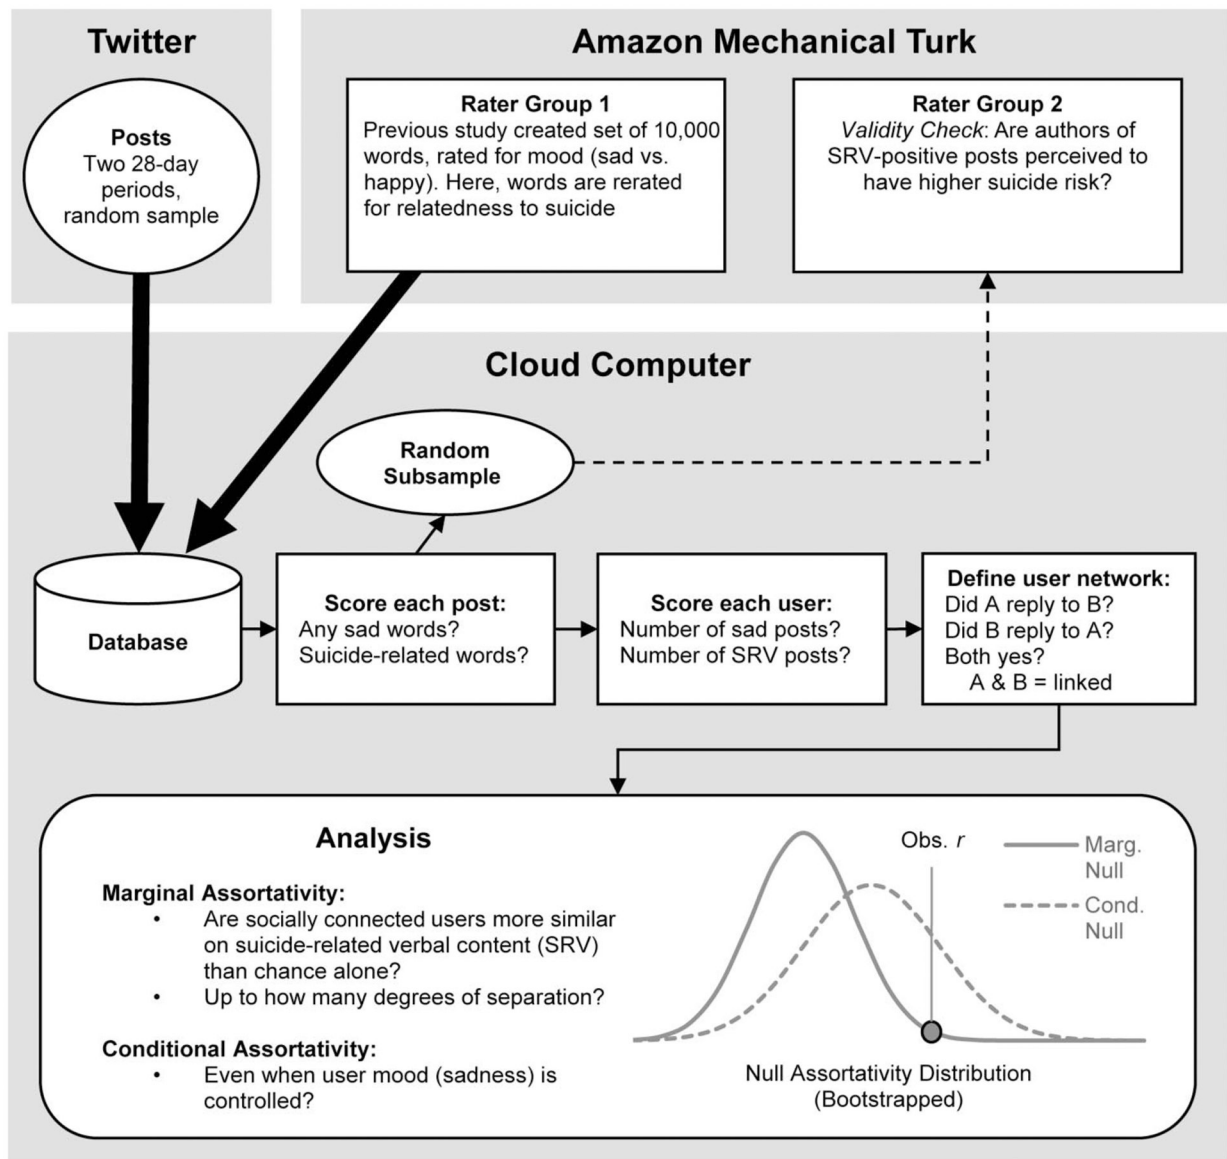 Twitter
Posts
Two 28-day
periods,
random sample
Amazon Mechanical Turk
Rater Group 1
Previous study created set of 10,000
words, rated for mood (sad vs.
happy). Here, words are rerated
for relatedness to suicide
Rater Group 2
Validity Check: Are authors of
SRV-positive posts perceived to
have higher suicide risk?
Cloud Computer
Random
Subsample
Database
Score each post:
Any sad words?
Suicide-related words?
Score each user:
Number of sad posts?
Number of SRV posts?
Define user network:
Did A reply to B?
Did B reply to A?
Both yes?
A & B = linked
Analysis
Marginal Assortativity:
• Are socially connected users more similar
on suicide-related verbal content (SRV)
than chance alone?
• Up to how many degrees of separation?
Conditional Assortativity:
• Even when user mood (sadness) is
controlled?
Obs. r
Marg.
Null
Cond.
Null
Null Assortativity Distribution
(Bootstrapped)